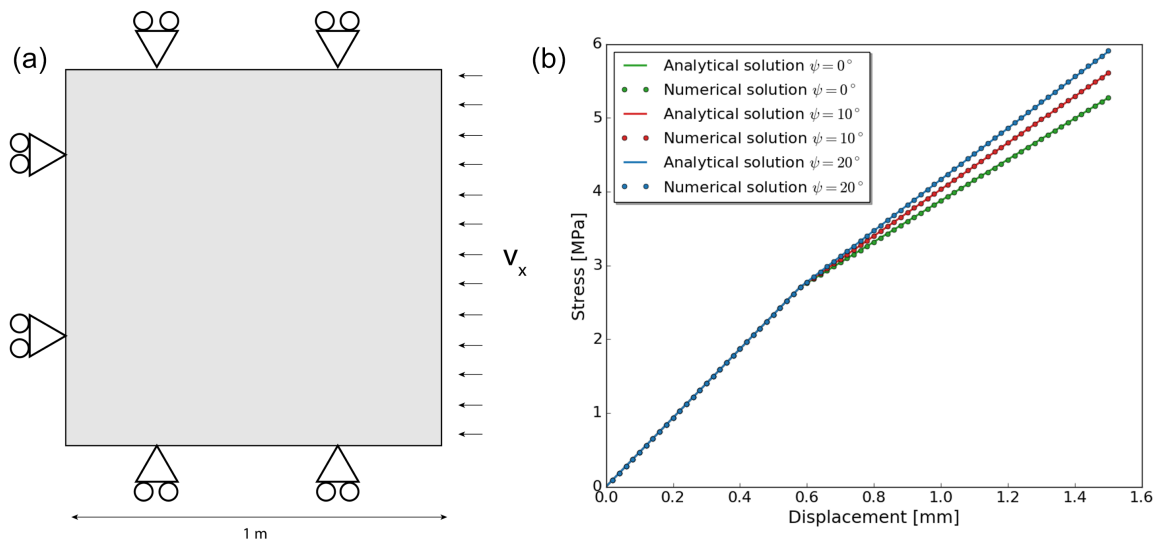 (a)
v_x
1 m
(b)
Analytical solution ψ = 0°
Numerical solution ψ = 0°
Analytical solution ψ = 10°
Numerical solution ψ = 10°
Analytical solution ψ = 20°
Numerical solution ψ = 20°
Stress [MPa]
6
5
4
3
2
1
0
0.0 0.2 0.4 0.6 0.8 1.0 1.2 1.4 1.6
Displacement [mm]